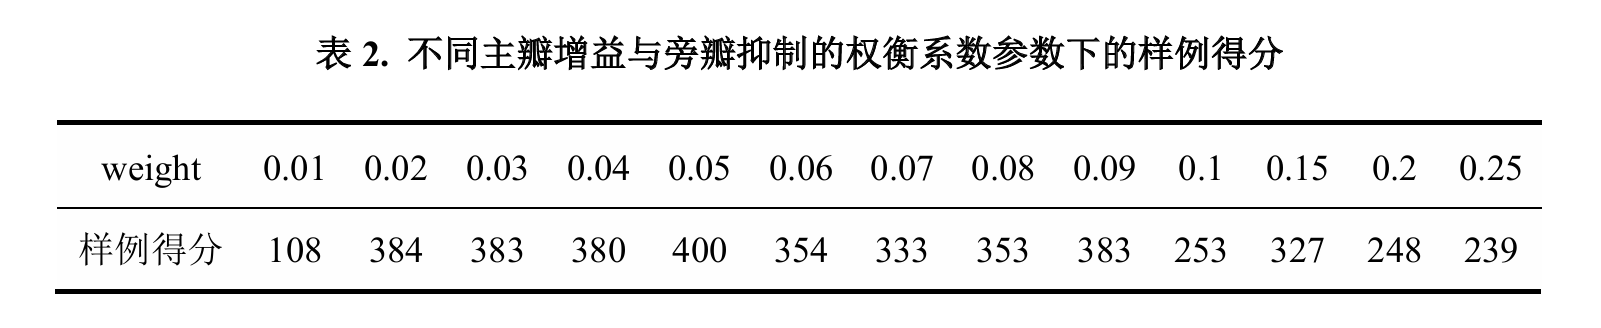 表 2. 不同主瓣增益与旁瓣抑制的权衡系数参数下的样例得分
weight 0.01 0.02 0.03 0.04 0.05 0.06 0.07 0.08 0.09 0.1 0.15 0.2 0.25
样例得分 108 384 383 380 400 354 333 353 383 253 327 248 239